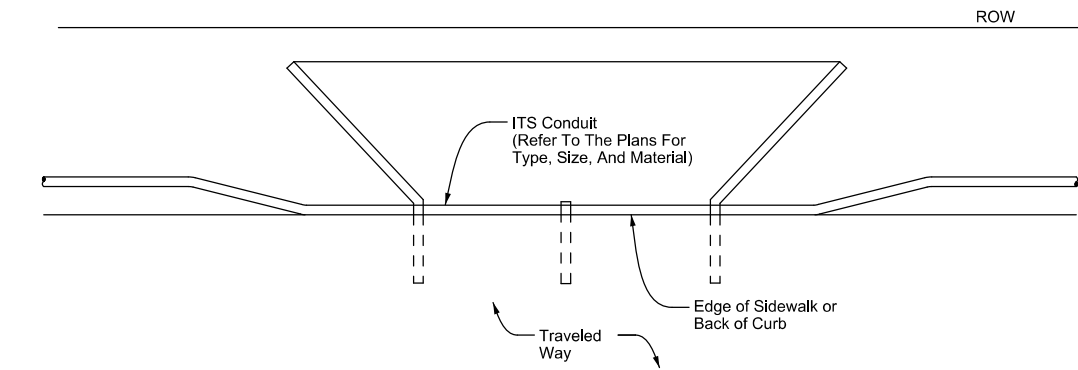 ROW
ITS Conduit
(Refer To The Plans For
Type, Size, And Material)
Edge of Sidewalk or
Back of Curb
Traveled
Way